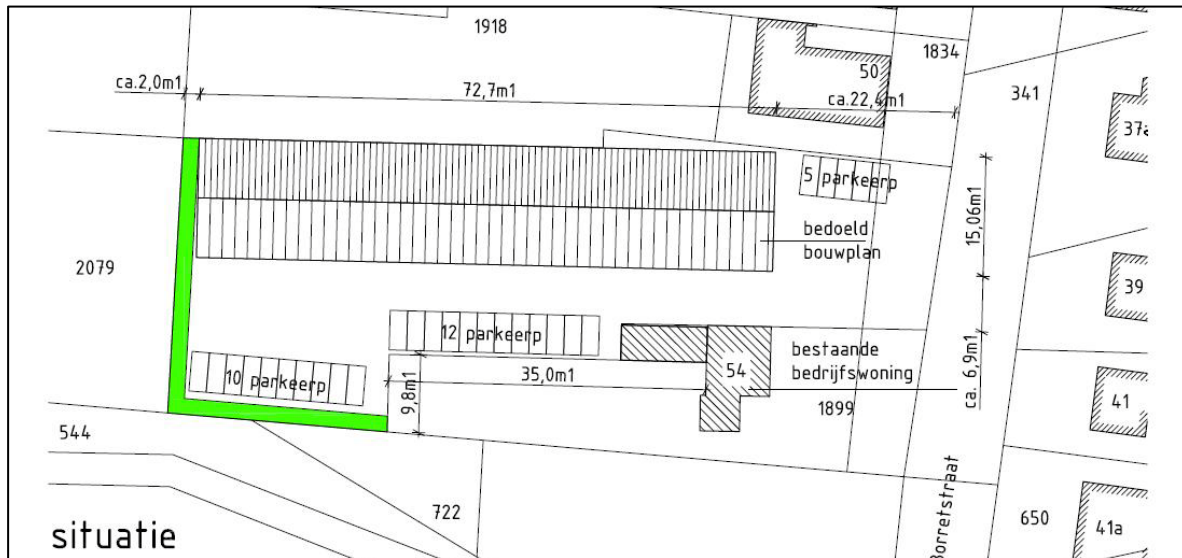 1918
1834
50
ca.2,0m1
72,7m1
ca.22,4m1
341
37a
5 parkeerp
15,06m1
bedoeld
bouwplan
2079
39
12 parkeerp
bestaande
bedrijfswoning
54
10 parkeerp
35,0m1
9,8m1
ca. 6,9m1
1899
41
544
722
Borretstraat
650
41a
situatie